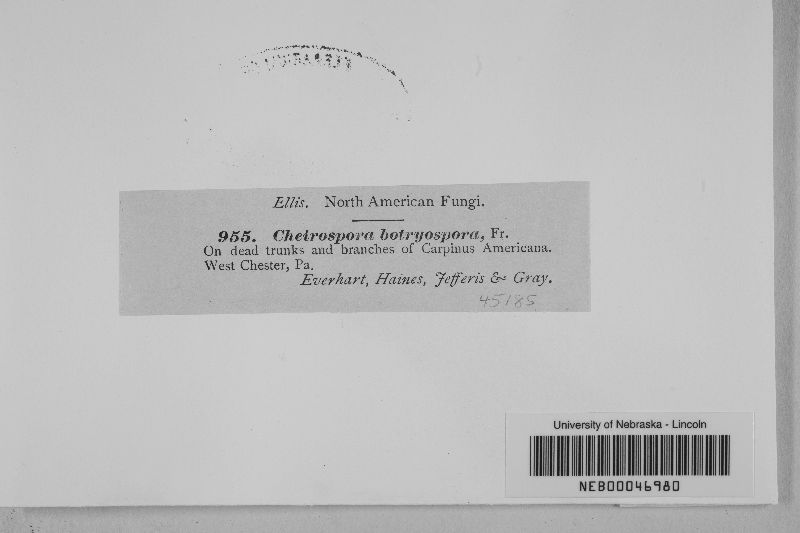 Ellis. North American Fungi.
955. Cheirospora botryospora, Fr.
On dead trunks and branches of Carpinus Americana.
West Chester, Pa.
Everhart, Haines, Jefferis & Gray.
45185
University of Nebraska - Lincoln
NEB00046980